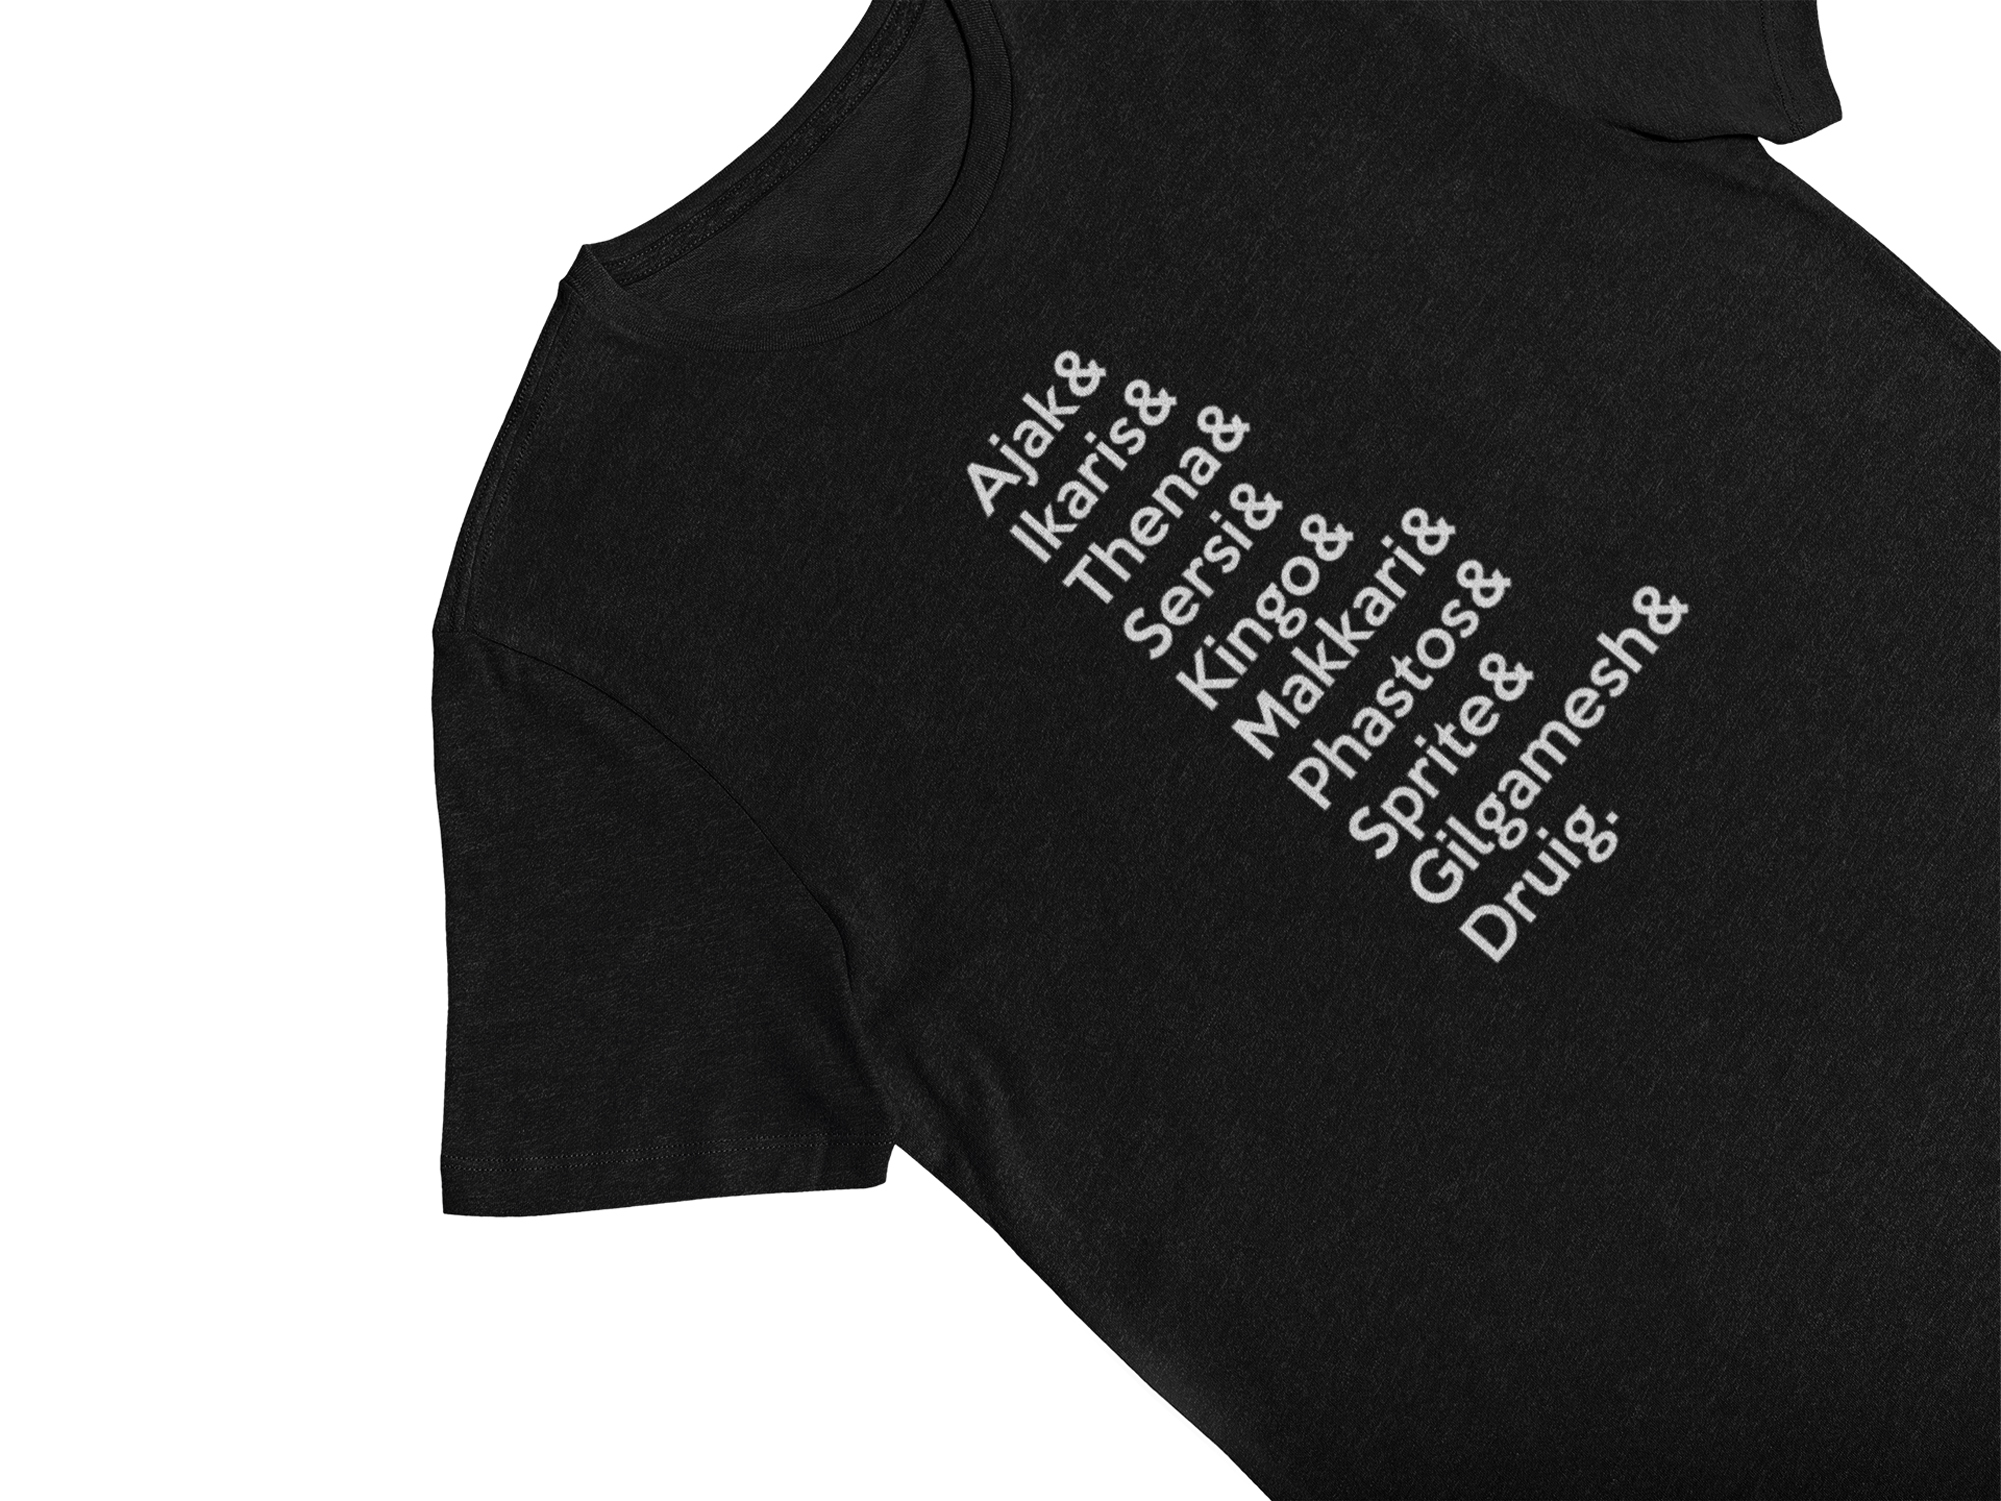 Ajak&
Ikaris&
Thena&
Sersi&
Kingo&
Makkari&
Phastos&
Sprite&
Gilgamesh&
Druig.